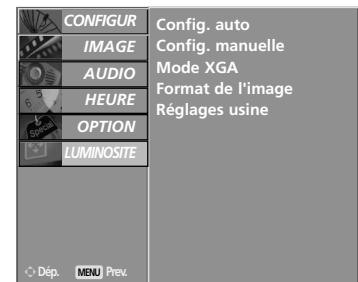 CONFIGUR
IMAGE
AUDIO
HEURE
Special
OPTION
LUMINOSITE
Dép. MENU Prev.
Config. auto
Config. manuelle
Mode XGA
Format de l'image
Réglages usine